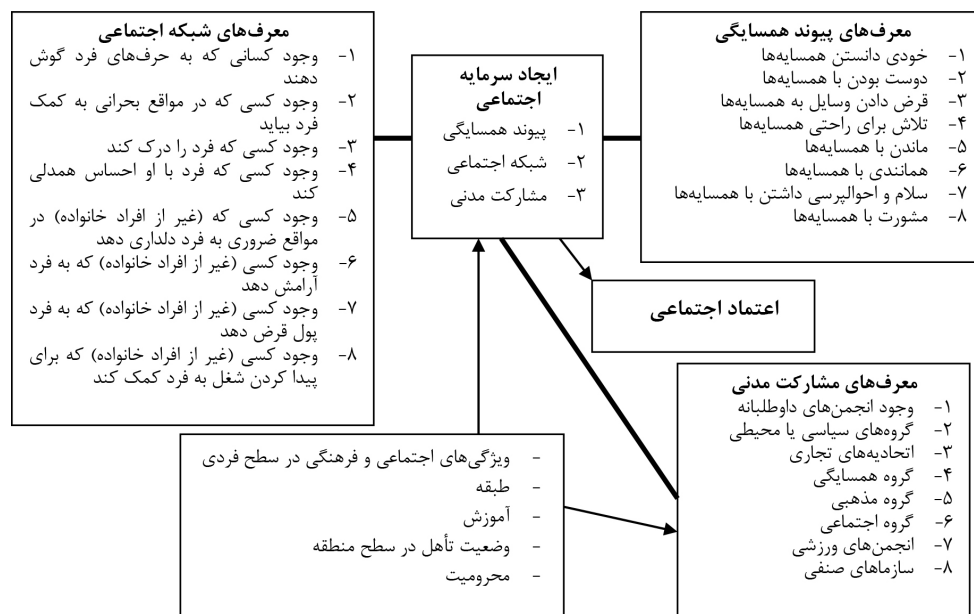 معرف‌های پیوند همسایگی
۱- خودی دانستن همسایه‌ها
۲- دوست بودن با همسایه‌ها
۳- قرض دادن وسایل به همسایه‌ها
۴- تلاش برای راحتی همسایه‌ها
۵- ماندن با همسایه‌ها
۶- همانندی با همسایه‌ها
۷- سلام و احوالپرسی داشتن با همسایه‌ها
۸- مشورت با همسایه‌ها
ایجاد سرمایه
اجتماعی
۱- پیوند همسایگی
۲- شبکه اجتماعی
۳- مشارکت مدنی
معرف‌های شبکه اجتماعی
۱- وجود کسانی که به حرف‌های فرد گوش
دهند
۲- وجود کسی که در مواقع بحرانی به کمک
فرد بیاید
۳- وجود کسی که فرد را درک کند
۴- وجود کسی که فرد با او احساس همدلی
کند
۵- وجود کسی که (غیر از افراد خانواده) در
مواقع ضروری به فرد دلداری دهد
۶- وجود کسی (غیر از افراد خانواده) که به فرد
آرامش دهد
۷- وجود کسی (غیر از افراد خانواده) که به فرد
پول قرض دهد
۸- وجود کسی (غیر از افراد خانواده) که برای
پیدا کردن شغل به فرد کمک کند
اعتماد اجتماعی
معرف‌های مشارکت مدنی
۱- وجود انجمن‌های داوطلبانه
۲- گروه‌های سیاسی یا محیطی
۳- اتحادیه‌های تجاری
۴- گروه همسایگی
۵- گروه مذهبی
۶- گروه اجتماعی
۷- انجمن‌های ورزشی
۸- سازماهای صنفی
- ویژگی‌های اجتماعی و فرهنگی در سطح فردی
- طبقه
- آموزش
- وضعیت تأهل در سطح منطقه
- محرومیت